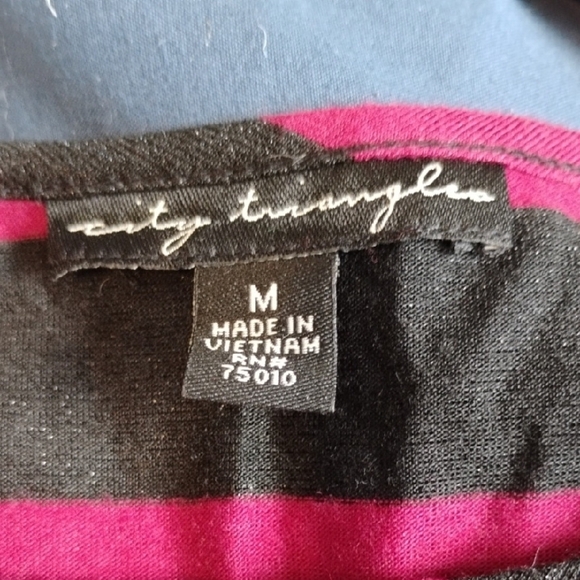 city triangles
M
MADE IN
VIETNAM
RN#
75010